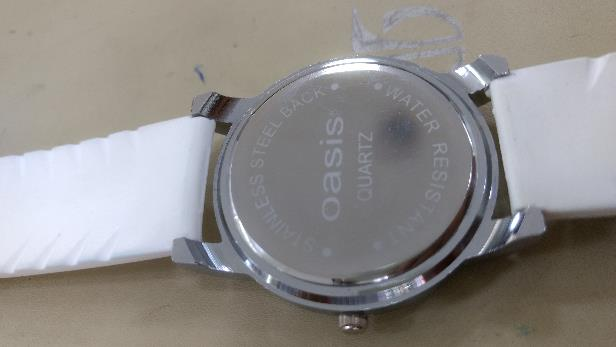 STAINLESS STEEL BACK
oasis
QUARTZ
WATER RESISTANT